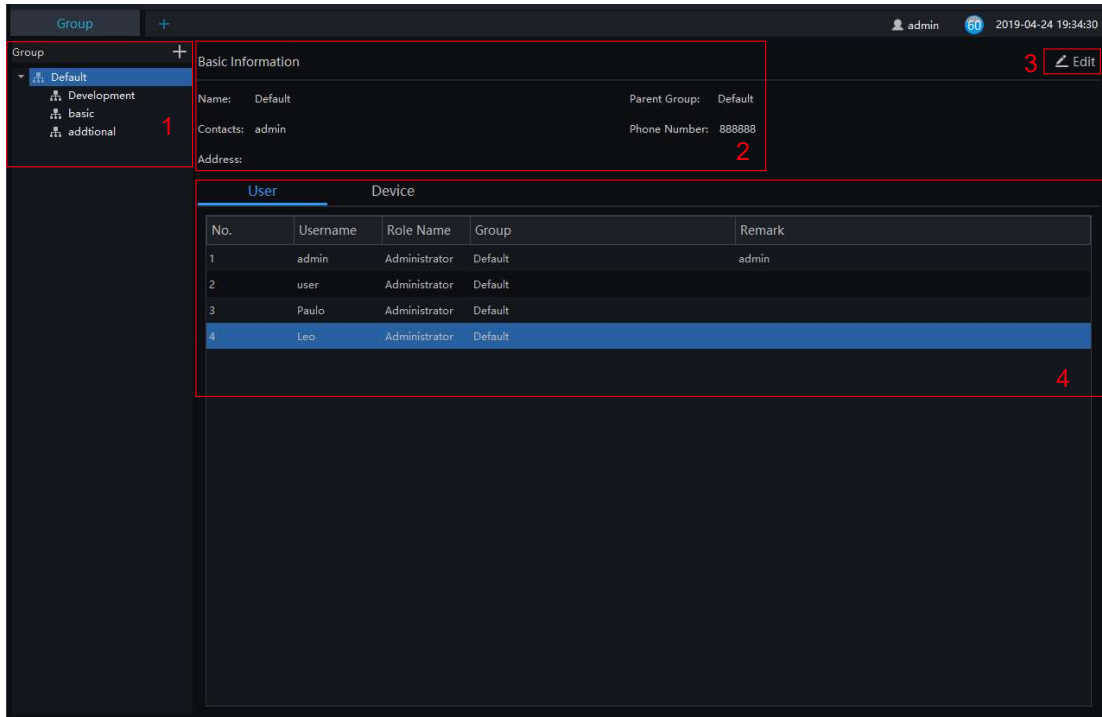 Group + admin 60 2019-04-24 19:34:30
Group +
Default
Development
basic
addtional
1
Basic Information
Name: Default Parent Group: Default
Contacts: admin Phone Number: 888888
Address:
2
3 Edit
User Device
No. Username Role Name Group Remark
1 admin Administrator Default admin
2 user Administrator Default
3 Paulo Administrator Default
4 Leo Administrator Default
4